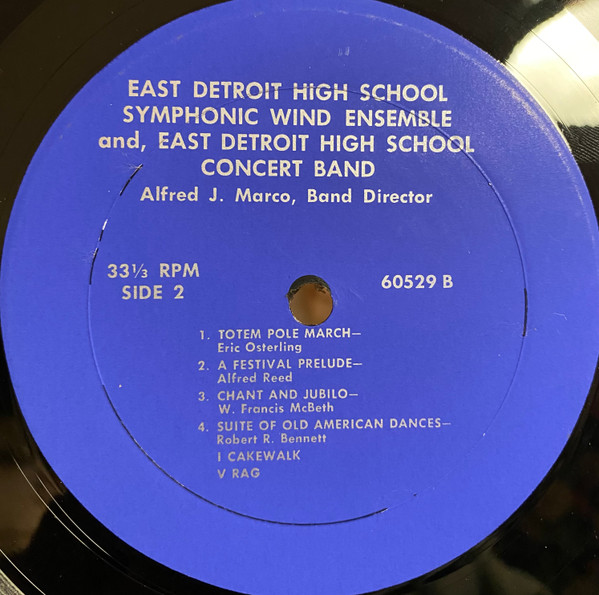 EAST DETROIT HIGH SCHOOL
SYMPHONIC WIND ENSEMBLE
and, EAST DETROIT HIGH SCHOOL
CONCERT BAND
Alfred J. Marco, Band Director
33⅓ RPM
SIDE 2
60529 B
1. TOTEM POLE MARCH—
Eric Osterling
2. A FESTIVAL PRELUDE—
Alfred Reed
3. CHANT AND JUBILO—
W. Francis McBeth
4. SUITE OF OLD AMERICAN DANCES—
Robert R. Bennett
I CAKEWALK
V RAG